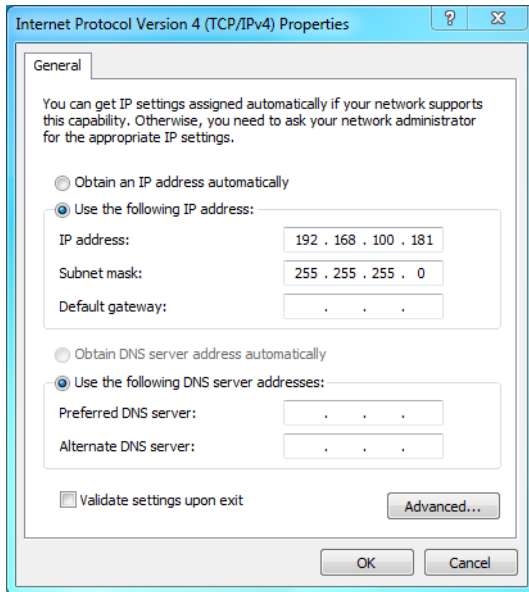 Internet Protocol Version 4 (TCP/IPv4) Properties
General
You can get IP settings assigned automatically if your network supports
this capability. Otherwise, you need to ask your network administrator
for the appropriate IP settings.
Obtain an IP address automatically
Use the following IP address:
IP address: 192 . 168 . 100 . 181
Subnet mask: 255 . 255 . 255 . 0
Default gateway: . . .
Obtain DNS server address automatically
Use the following DNS server addresses:
Preferred DNS server: . . .
Alternate DNS server: . . .
Validate settings upon exit
Advanced...
OK Cancel